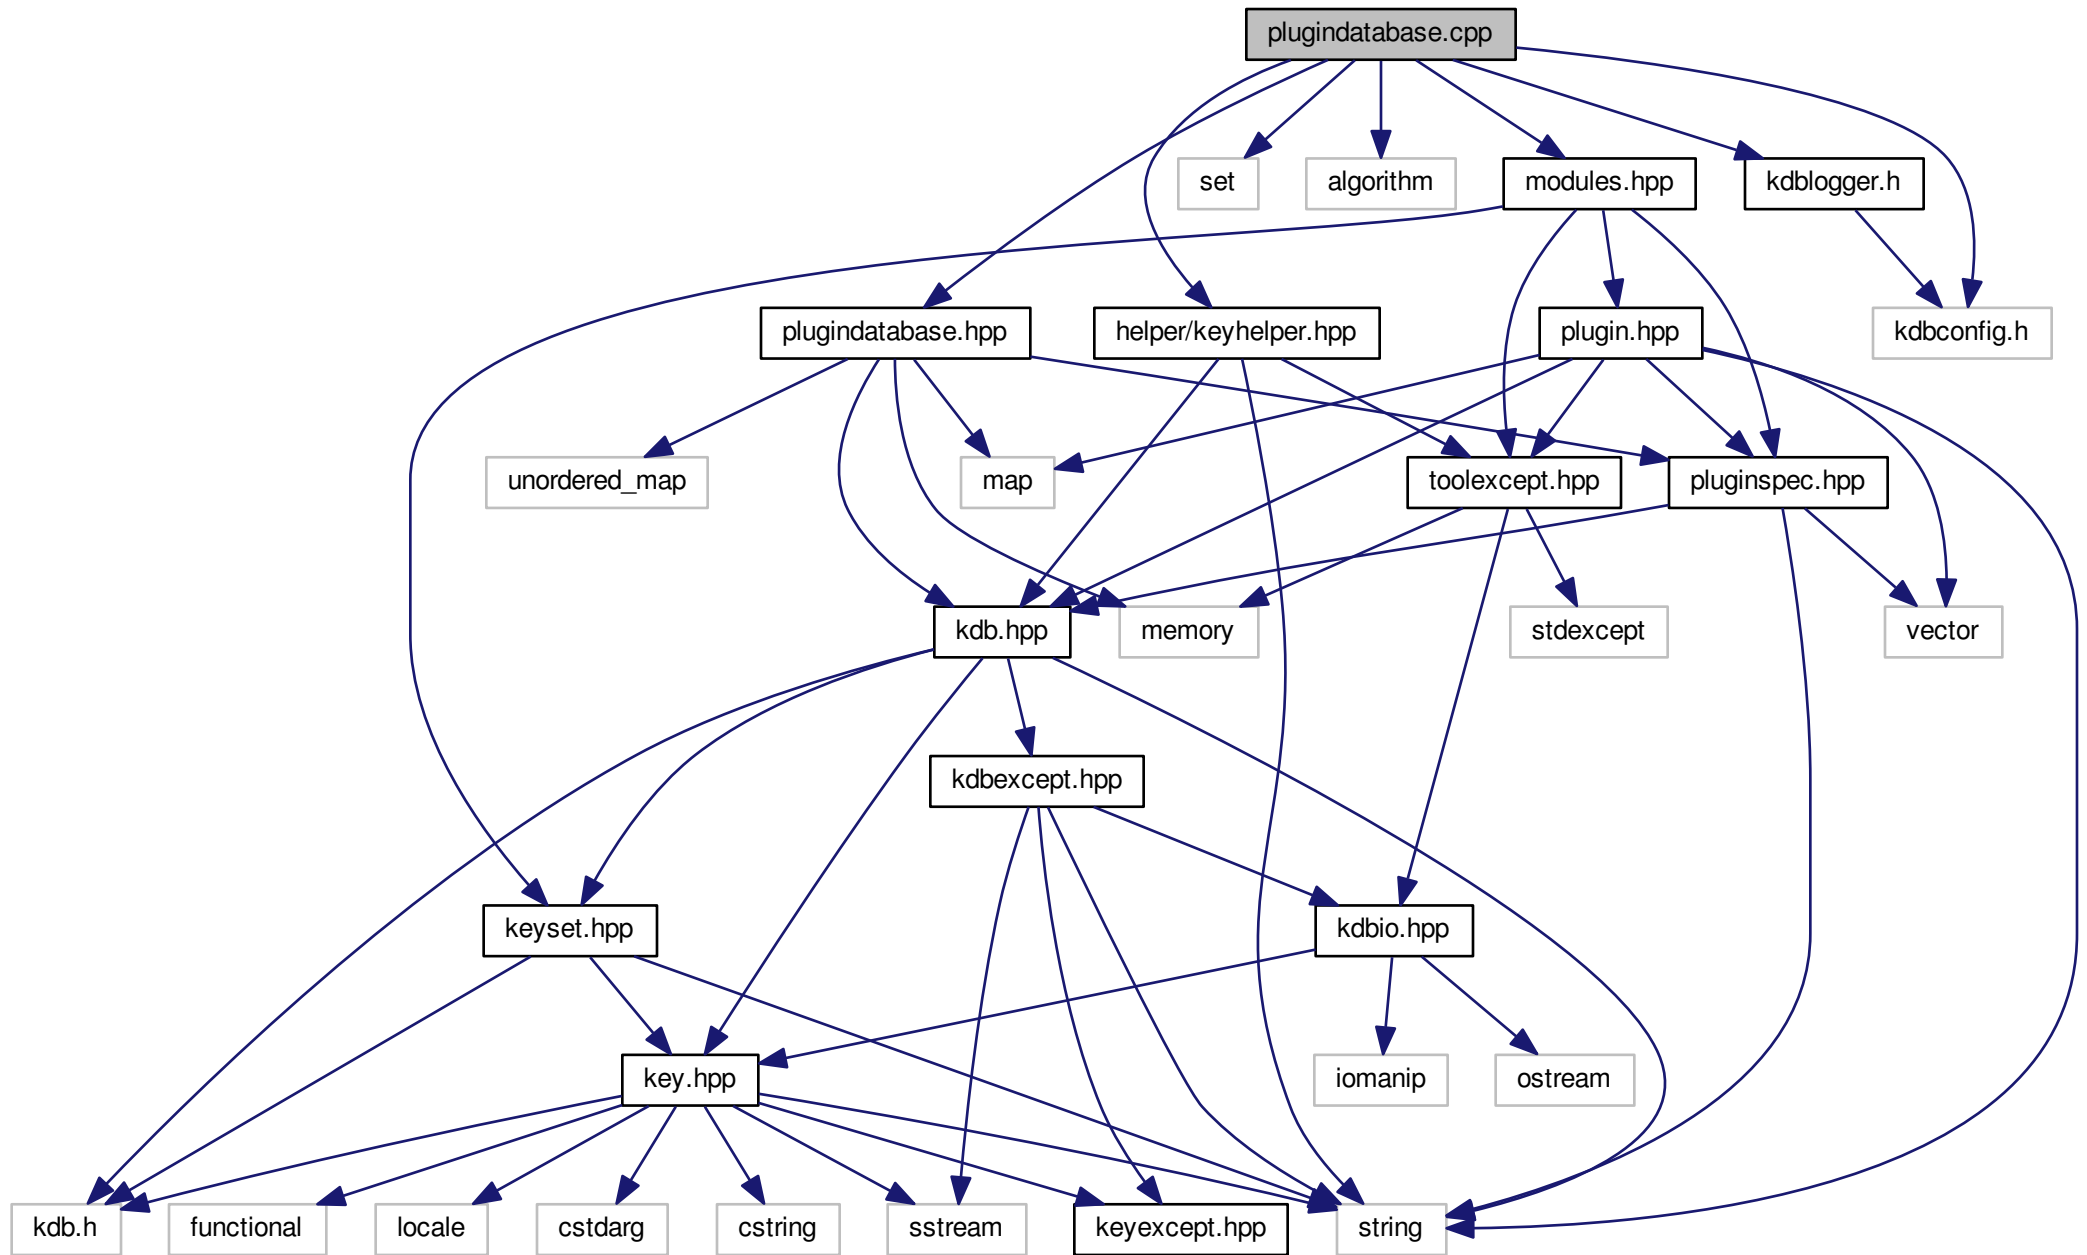 plugindatabase.cpp
set
algorithm
modules.hpp
kdblogger.h
plugindatabase.hpp
helper/keyhelper.hpp
plugin.hpp
kdbconfig.h
unordered_map
map
toolexcept.hpp
pluginspec.hpp
kdb.hpp
memory
stdexcept
vector
kdbexcept.hpp
keyset.hpp
kdbio.hpp
key.hpp
iomanip
ostream
kdb.h
functional
locale
cstdarg
cstring
sstream
keyexcept.hpp
string